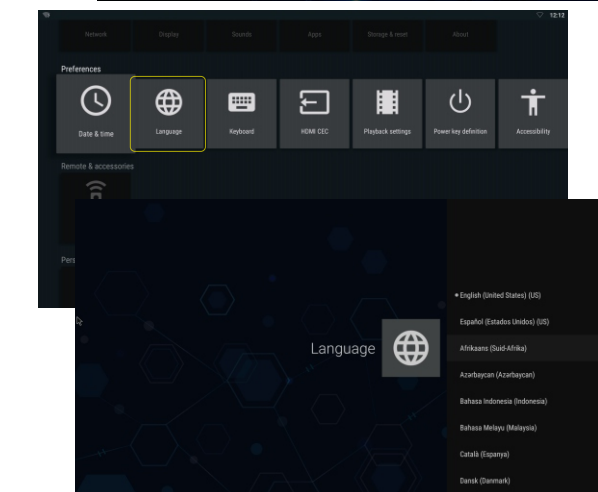 12:12
Network Display Sounds Apps Storage & reset About
Preferences
Date & time Language Keyboard HDMI CEC Playback settings Power key definition Accessibility
Remote & accessories
Pers
Language
English (United States) (US)
Español (Estados Unidos) (US)
Afrikaans (Suid-Afrika)
Azərbaycan (Azərbaycan)
Bahasa Indonesia (Indonesia)
Bahasa Melayu (Malaysia)
Català (Espanya)
Dansk (Danmark)